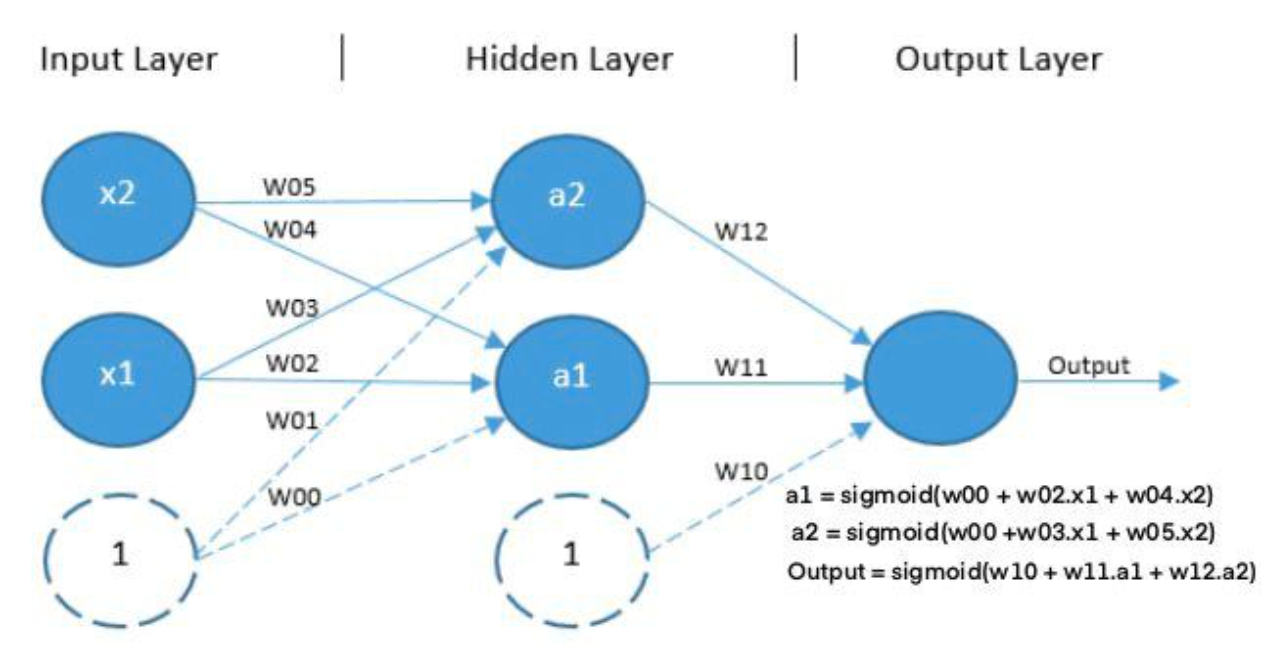 Input Layer | Hidden Layer | Output Layer
x2
W05
a2
W04
W12
W03
x1
W02
a1
W11
Output
W01
W00
W10
1
1
a1 = sigmoid(w00 + w02.x1 + w04.x2)
a2 = sigmoid(w00 +w03.x1 + w05.x2)
Output = sigmoid(w10 + w11.a1 + w12.a2)